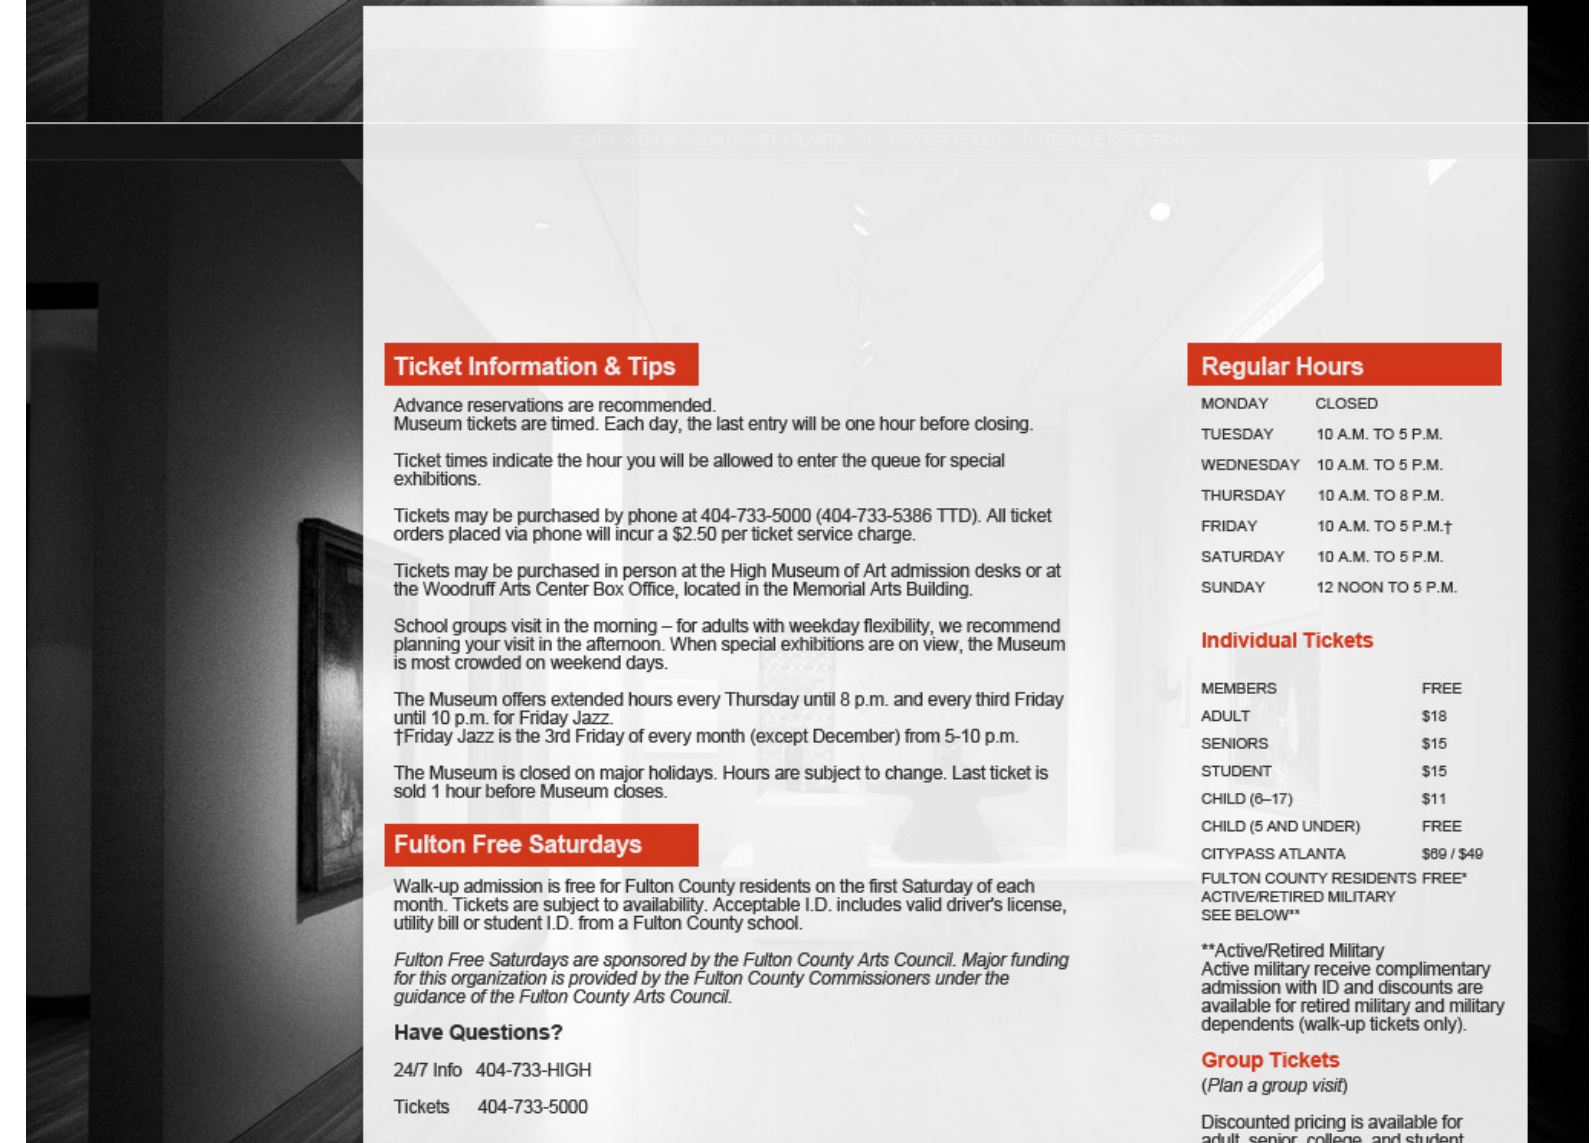 © 2011 HIGH MUSEUM OF ART ATLANTA | PRIVACY POLICY | TERMS & CONDITIONS
Ticket Information & Tips
Advance reservations are recommended.
Museum tickets are timed. Each day, the last entry will be one hour before closing.
Ticket times indicate the hour you will be allowed to enter the queue for special
exhibitions.
Tickets may be purchased by phone at 404-733-5000 (404-733-5386 TTD). All ticket
orders placed via phone will incur a $2.50 per ticket service charge.
Tickets may be purchased in person at the High Museum of Art admission desks or at
the Woodruff Arts Center Box Office, located in the Memorial Arts Building.
School groups visit in the morning – for adults with weekday flexibility, we recommend
planning your visit in the afternoon. When special exhibitions are on view, the Museum
is most crowded on weekend days.
The Museum offers extended hours every Thursday until 8 p.m. and every third Friday
until 10 p.m. for Friday Jazz.
†Friday Jazz is the 3rd Friday of every month (except December) from 5-10 p.m.
The Museum is closed on major holidays. Hours are subject to change. Last ticket is
sold 1 hour before Museum closes.
Fulton Free Saturdays
Walk-up admission is free for Fulton County residents on the first Saturday of each
month. Tickets are subject to availability. Acceptable I.D. includes valid driver's license,
utility bill or student I.D. from a Fulton County school.
Fulton Free Saturdays are sponsored by the Fulton County Arts Council. Major funding
for this organization is provided by the Fulton County Commissioners under the
guidance of the Fulton County Arts Council.
Have Questions?
24/7 Info 404-733-HIGH
Tickets 404-733-5000
Regular Hours
MONDAY CLOSED
TUESDAY 10 A.M. TO 5 P.M.
WEDNESDAY 10 A.M. TO 5 P.M.
THURSDAY 10 A.M. TO 8 P.M.
FRIDAY 10 A.M. TO 5 P.M.†
SATURDAY 10 A.M. TO 5 P.M.
SUNDAY 12 NOON TO 5 P.M.
Individual Tickets
MEMBERS FREE
ADULT $18
SENIORS $15
STUDENT $15
CHILD (6–17) $11
CHILD (5 AND UNDER) FREE
CITYPASS ATLANTA $69 / $49
FULTON COUNTY RESIDENTS FREE*
ACTIVE/RETIRED MILITARY
SEE BELOW**
**Active/Retired Military
Active military receive complimentary
admission with ID and discounts are
available for retired military and military
dependents (walk-up tickets only).
Group Tickets
(Plan a group visit)
Discounted pricing is available for
adult, senior, college, and student